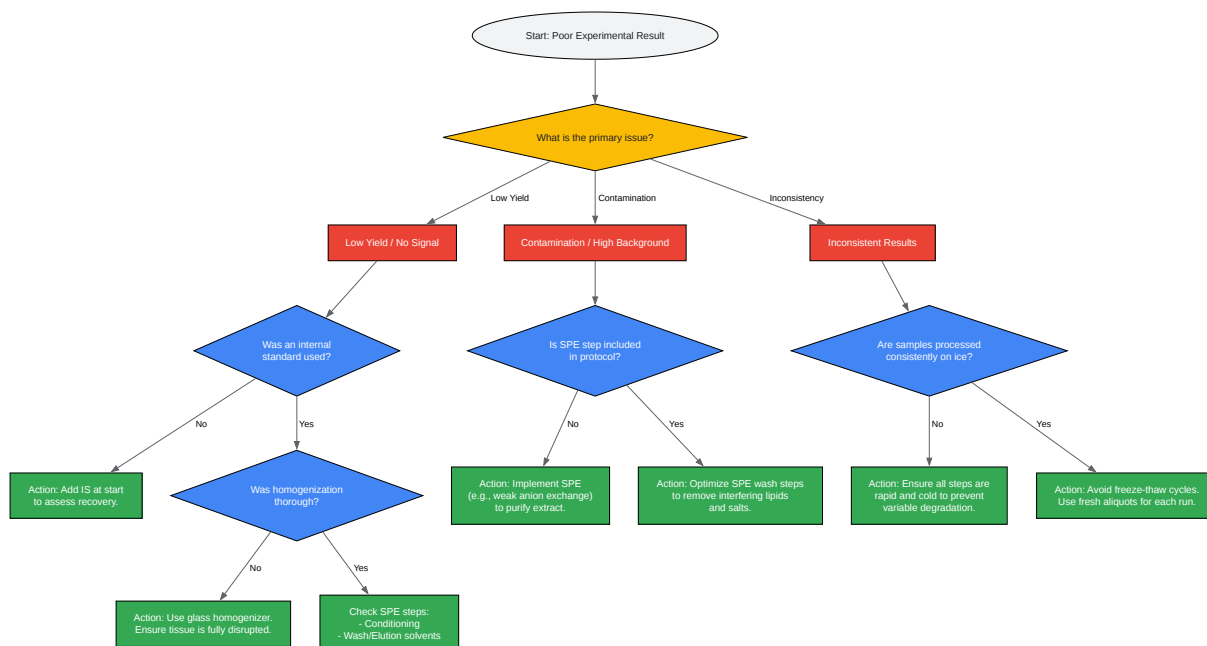 Start: Poor Experimental Result
What is the primary issue?
Low Yield
Contamination
Inconsistency
Low Yield / No Signal
Contamination / High Background
Inconsistent Results
Was an internal
standard used?
Is SPE step included
in protocol?
Are samples processed
consistently on ice?
No
Yes
No
Yes
No
Yes
Action: Add IS at start
to assess recovery.
Was homogenization
thorough?
Action: Implement SPE
(e.g., weak anion exchange)
to purify extract.
Action: Optimize SPE wash steps
to remove interfering lipids
and salts.
Action: Ensure all steps are
rapid and cold to prevent
variable degradation.
Action: Avoid freeze-thaw cycles.
Use fresh aliquots for each run.
No
Yes
Action: Use glass homogenizer.
Ensure tissue is fully disrupted.
Check SPE steps:
- Conditioning
- Wash/Elution solvents